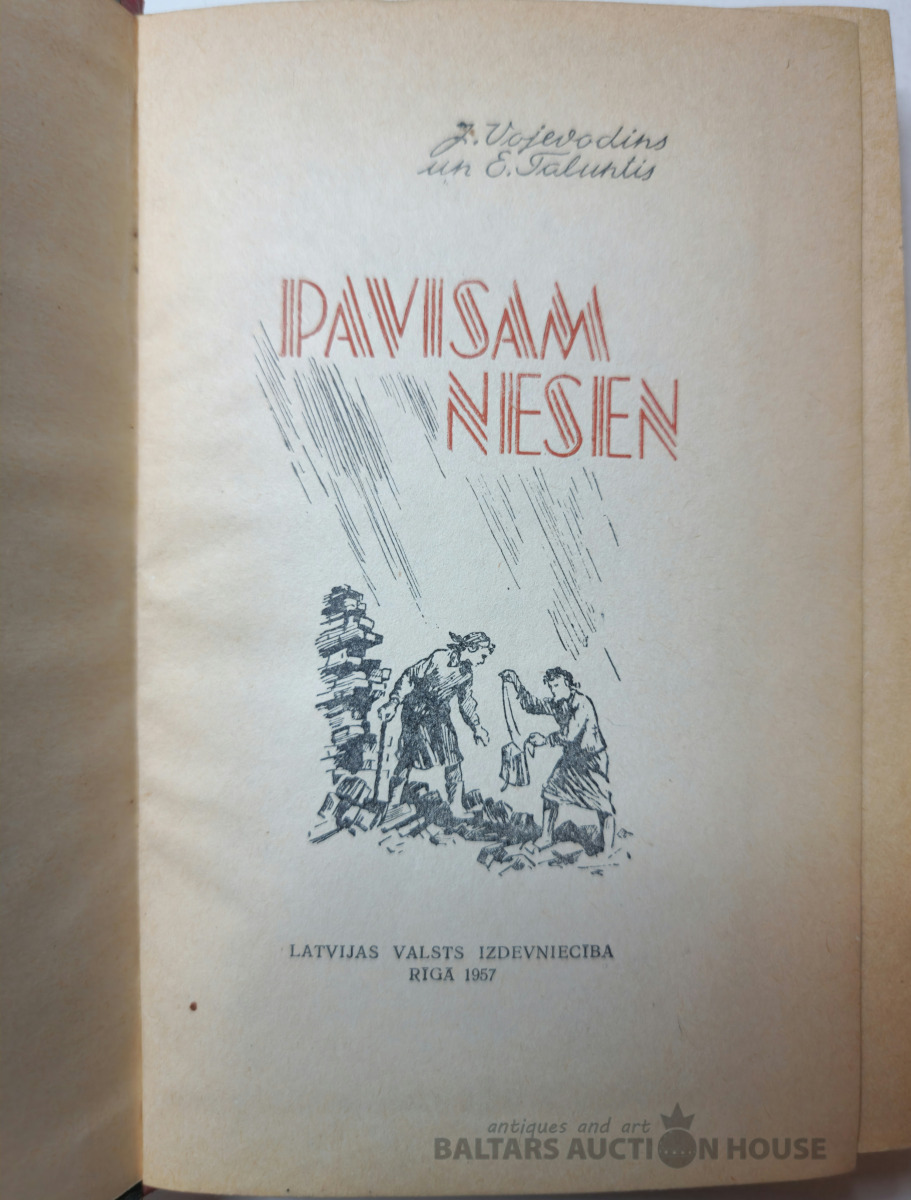 J. Vojevodins
un E. Taluntis
PAVISAM
NESEN
LATVIJAS VALSTS IZDEVNIECĪBA
RĪGĀ 1957
antiques and art
BALTARS AUCTION HOUSE